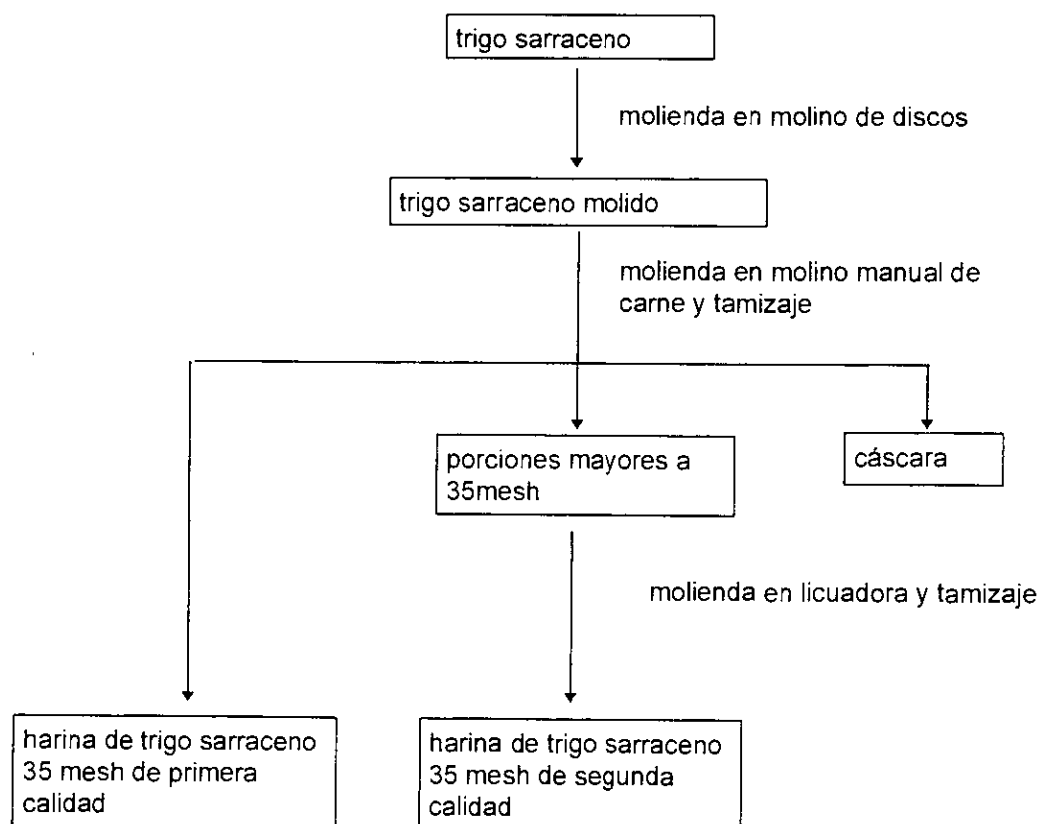 trigo sarraceno
molienda en molino de discos
trigo sarraceno molido
molienda en molino manual de
carne y tamizaje
porciones mayores a
35mesh
cáscara
molienda en licuadora y tamizaje
harina de trigo sarraceno
35 mesh de primera
calidad
harina de trigo sarraceno
35 mesh de segunda
calidad